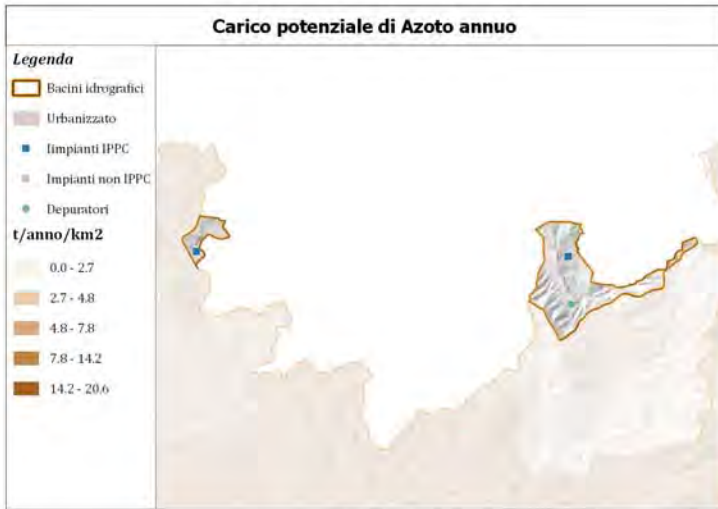 Carico potenziale di Azoto annuo
Legenda
Bacini idrografici
Urbanizzato
Iimpianti IPPC
Impianti non IPPC
Depuratori
t/anno/km2
0.0 - 2.7
2.7 - 4.8
4.8 - 7.8
7.8 - 14.2
14.2 - 20.6